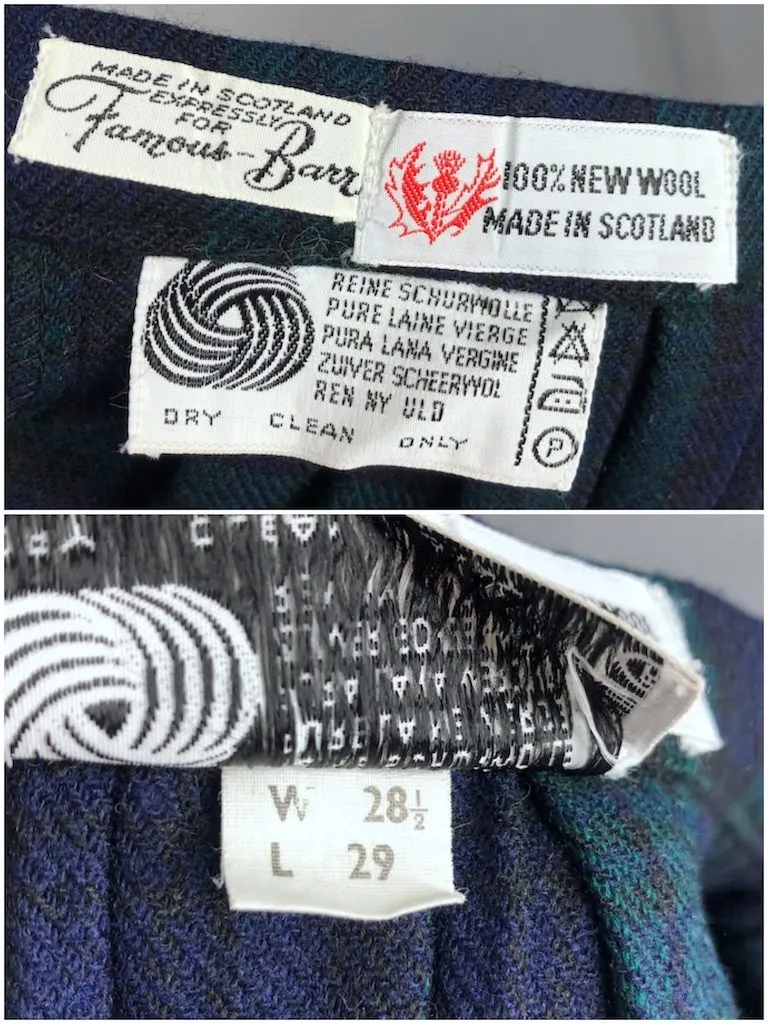 MADE IN SCOTLAND
EXPRESSLY
FOR
Famous-Barr
100% NEW WOOL
MADE IN SCOTLAND
REINE SCHURWOLLE
PURE LAINE VIERGE
PURA LANA VERGINE
ZUIVER SCHEERWOL
REN NY ULD
DRY CLEAN ONLY
P
W 28½
L 29